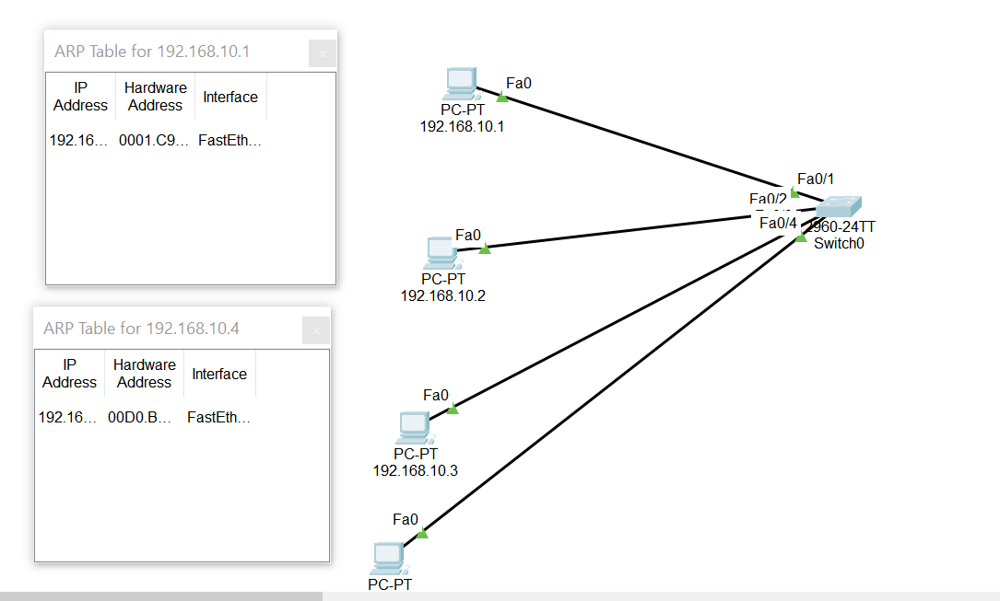 ARP Table for 192.168.10.1
IP Address
Hardware Address
Interface
192.16...
0001.C9...
FastEth...
ARP Table for 192.168.10.4
IP Address
Hardware Address
Interface
192.16...
00D0.B...
FastEth...
Fa0
PC-PT
192.168.10.1
Fa0/1
Fa0/2
Fa0/4
2960-24TT
Switch0
Fa0
PC-PT
192.168.10.2
Fa0
PC-PT
192.168.10.3
Fa0
PC-PT